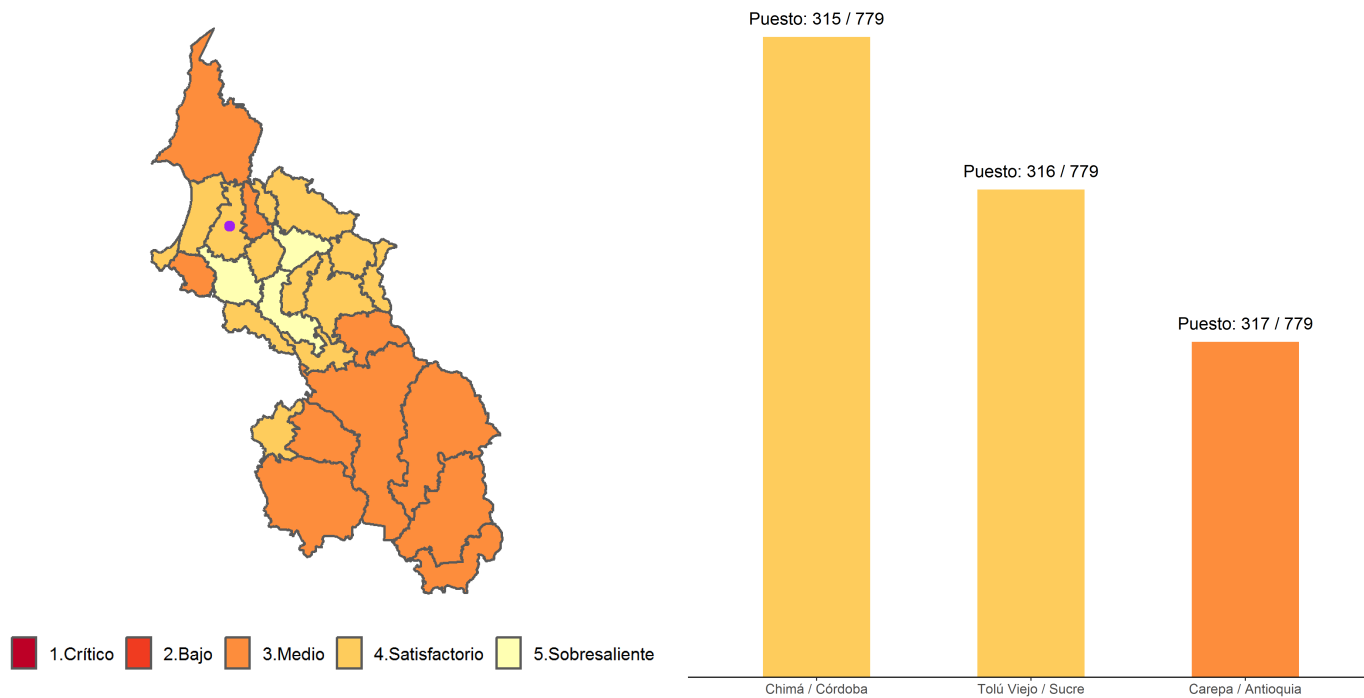 Puesto: 315 / 779
Puesto: 316 / 779
Puesto: 317 / 779
1.Crítico
2.Bajo
3.Medio
4.Satisfactorio
5.Sobresaliente
Chimá / Córdoba
Tolú Viejo / Sucre
Carepa / Antioquia